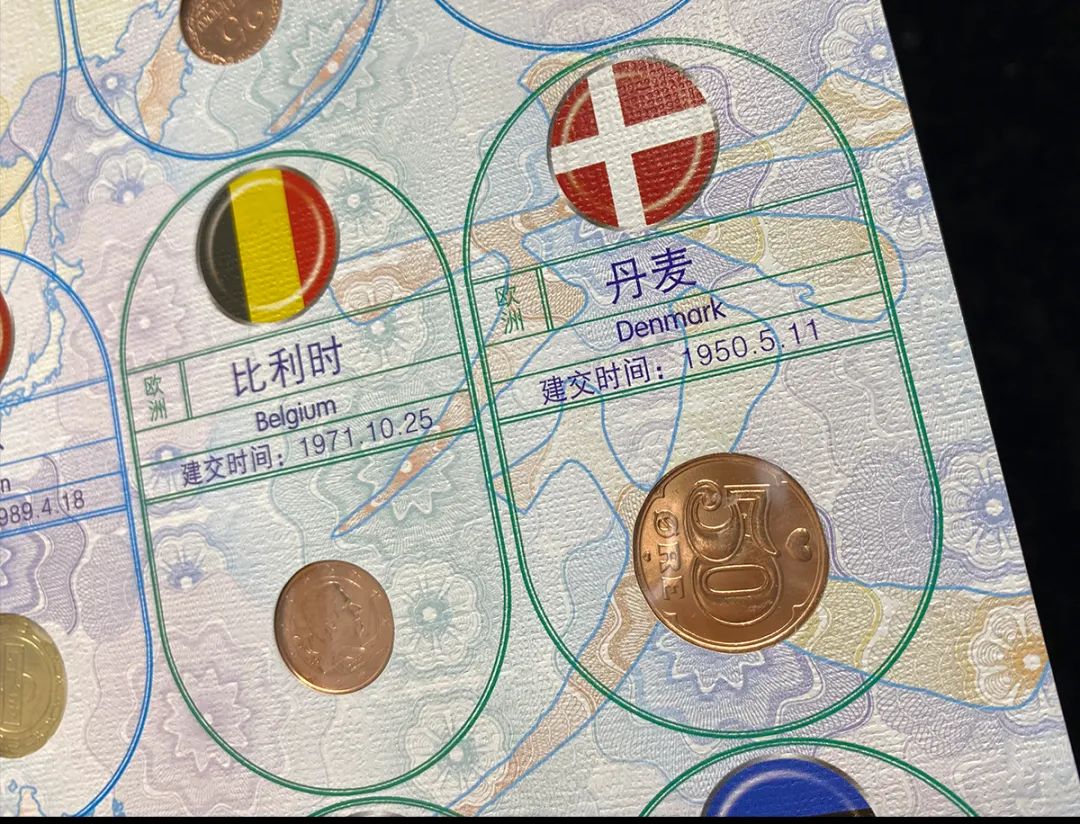 25
欧洲
比利时
Belgium
建交时间：1971.10.25
欧洲
丹麦
Denmark
建交时间：1950.5.11
50
ØRE
n
989.4.18